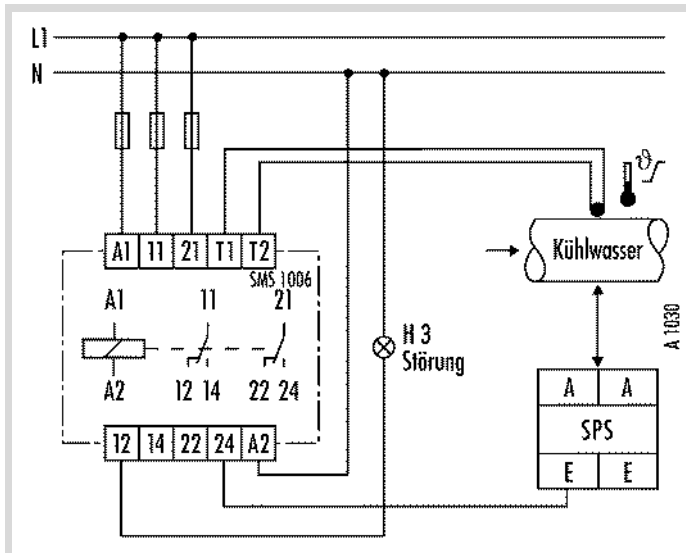 L1
N
A1 11 21 T1 T2
SMS 1006
A1 11 21
A2 12 14 22 24
12 14 22 24 A2
H 3
Störung
ϑ
Kühlwasser
A 1030
A A
SPS
E E